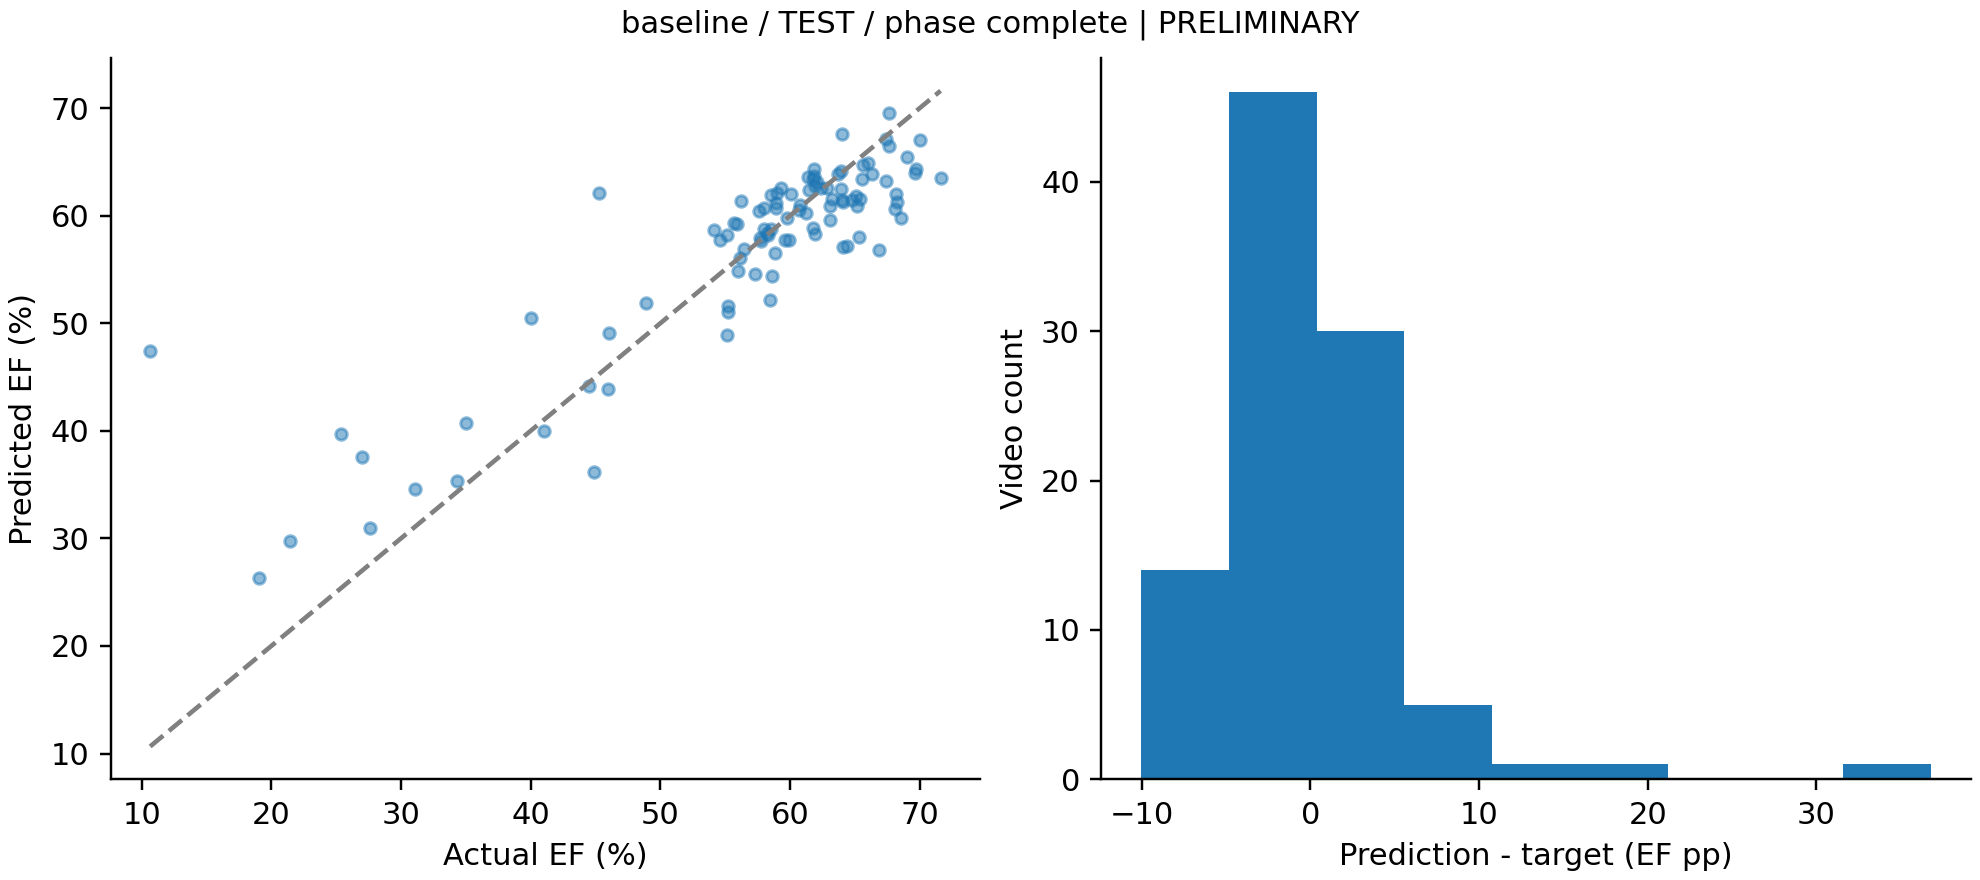 baseline / TEST / phase complete | PRELIMINARY
70
60
50
40
30
20
10
Predicted EF (%)
10 20 30 40 50 60 70
Actual EF (%)
40
30
20
10
0
Video count
−10 0 10 20 30
Prediction - target (EF pp)